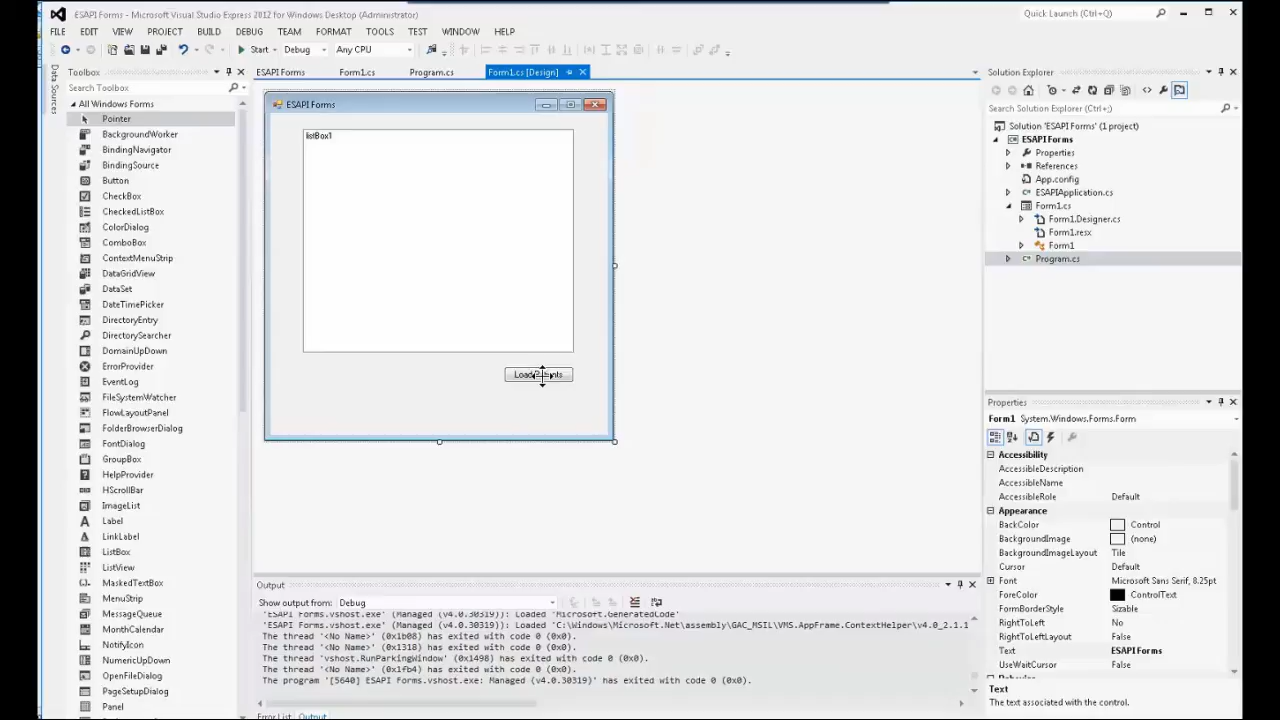 ESAPI Forms - Microsoft Visual Studio Express 2012 for Windows Desktop (Administrator)
Quick Launch (Ctrl+Q)
FILE EDIT VIEW PROJECT BUILD DEBUG TEAM FORMAT TOOLS TEST WINDOW HELP
Start Debug Any CPU
Data Sources
Toolbox
Search Toolbox
All Windows Forms
Pointer
BackgroundWorker
BindingNavigator
BindingSource
Button
CheckBox
CheckedListBox
ColorDialog
ComboBox
ContextMenuStrip
DataGridView
DataSet
DateTimePicker
DirectoryEntry
DirectorySearcher
DomainUpDown
ErrorProvider
EventLog
FileSystemWatcher
FlowLayoutPanel
FolderBrowserDialog
FontDialog
GroupBox
HelpProvider
HScrollBar
ImageList
Label
LinkLabel
ListBox
ListView
MaskedTextBox
MenuStrip
MessageQueue
MonthCalendar
NotifyIcon
NumericUpDown
OpenFileDialog
PageSetupDialog
Panel
ESAPI Forms Form1.cs Program.cs Form1.cs [Design]
ESAPI Forms
listBox1
Output
Show output from: Debug
'ESAPI Forms.vshost.exe' (Managed (v4.0.30319)): Loaded 'Microsoft.GeneratedCode'
'ESAPI Forms.vshost.exe' (Managed (v4.0.30319)): Loaded 'C:\Windows\Microsoft.Net\assembly\GAC_MSIL\VMS.AppFrame.ContextHelper\v4.0_2.1.1
The thread '<No Name>' (0x1b08) has exited with code 0 (0x0).
The thread '<No Name>' (0x1318) has exited with code 0 (0x0).
The thread 'vshost.RunParkingWindow' (0x1498) has exited with code 0 (0x0).
The thread '<No Name>' (0x1fb4) has exited with code 0 (0x0).
The program '[5640] ESAPI Forms.vshost.exe: Managed (v4.0.30319)' has exited with code 0 (0x0).
Error List Output
Solution Explorer
Search Solution Explorer (Ctrl+;)
Solution 'ESAPI Forms' (1 project)
ESAPI Forms
Properties
References
App.config
ESAPIApplication.cs
Form1.cs
Form1.Designer.cs
Form1.resx
Form1
Program.cs
Properties
Form1 System.Windows.Forms.Form
Accessibility
AccessibleDescription
AccessibleName
AccessibleRole Default
Appearance
BackColor Control
BackgroundImage (none)
BackgroundImageLayout Tile
Cursor Default
Font Microsoft Sans Serif, 8.25pt
ForeColor ControlText
FormBorderStyle Sizable
RightToLeft No
RightToLeftLayout False
Text ESAPI Forms
UseWaitCursor False
Text
The text associated with the control.